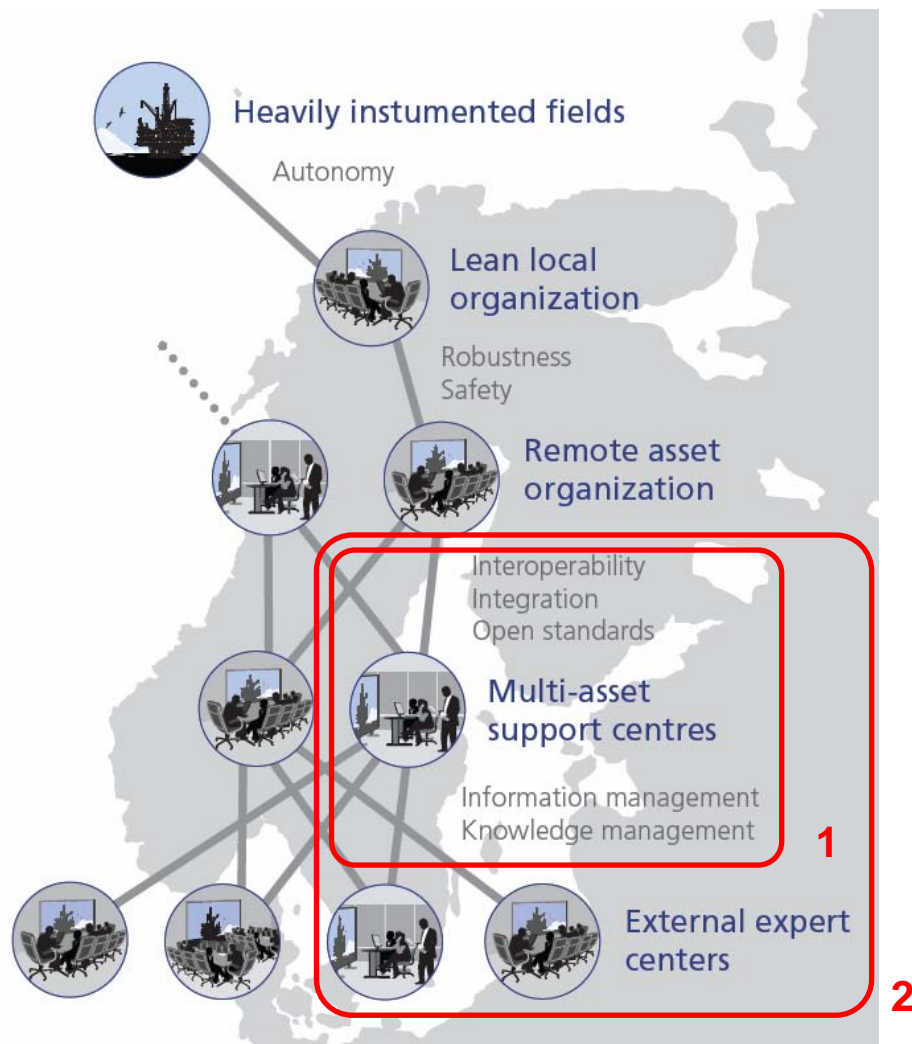 Heavily instumented fields
Autonomy
Lean local
organization
Robustness
Safety
Remote asset
organization
Interoperability
Integration
Open standards
Multi-asset
support centres
Information management
Knowledge management
1
External expert
centers
2